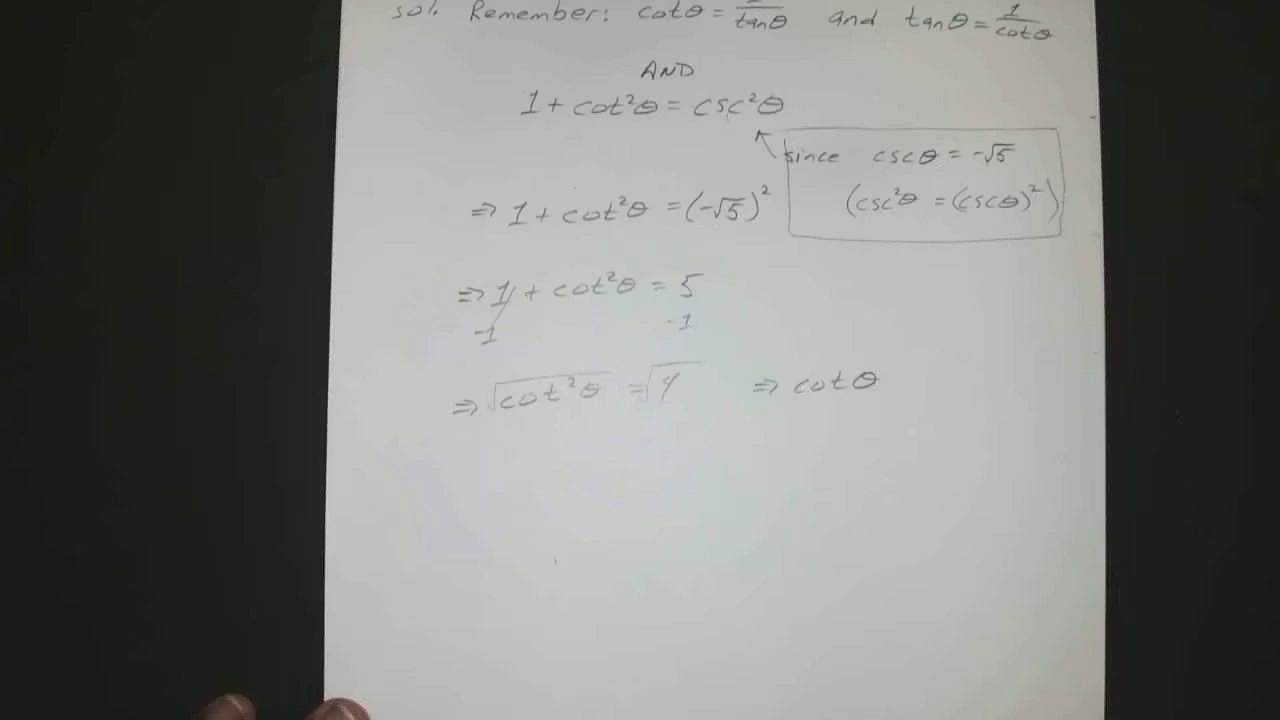 sol. Remember: cotθ = 1/tanθ and tanθ = 1/cotθ
AND
1 + cot²θ = csc²θ
since cscθ = -√5
(csc²θ = (cscθ)²)
⇒ 1 + cot²θ = (-√5)²
⇒ 1 + cot²θ = 5
-1 -1
⇒ √cot²θ = √4 ⇒ cotθ